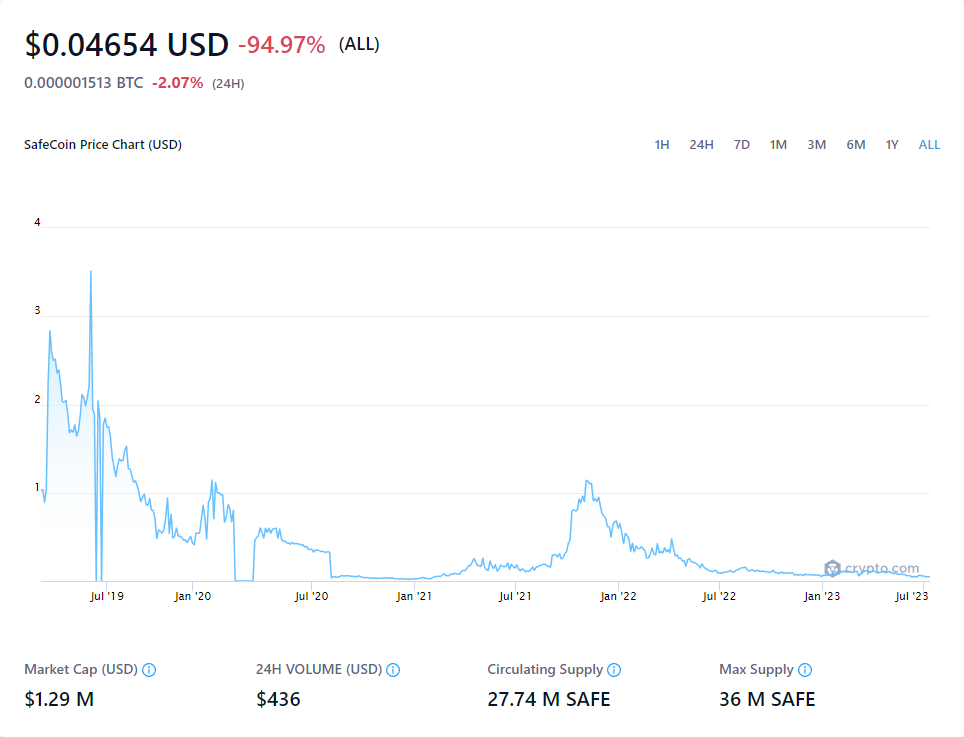 $0.04654 USD -94.97% (ALL)
0.000001513 BTC -2.07% (24H)
SafeCoin Price Chart (USD) 1H 24H 7D 1M 3M 6M 1Y ALL
4
3
2
1
crypto.com
Jul '19 Jan '20 Jul '20 Jan '21 Jul '21 Jan '22 Jul '22 Jan '23 Jul '23
Market Cap (USD) 24H VOLUME (USD) Circulating Supply Max Supply
$1.29 M $436 27.74 M SAFE 36 M SAFE